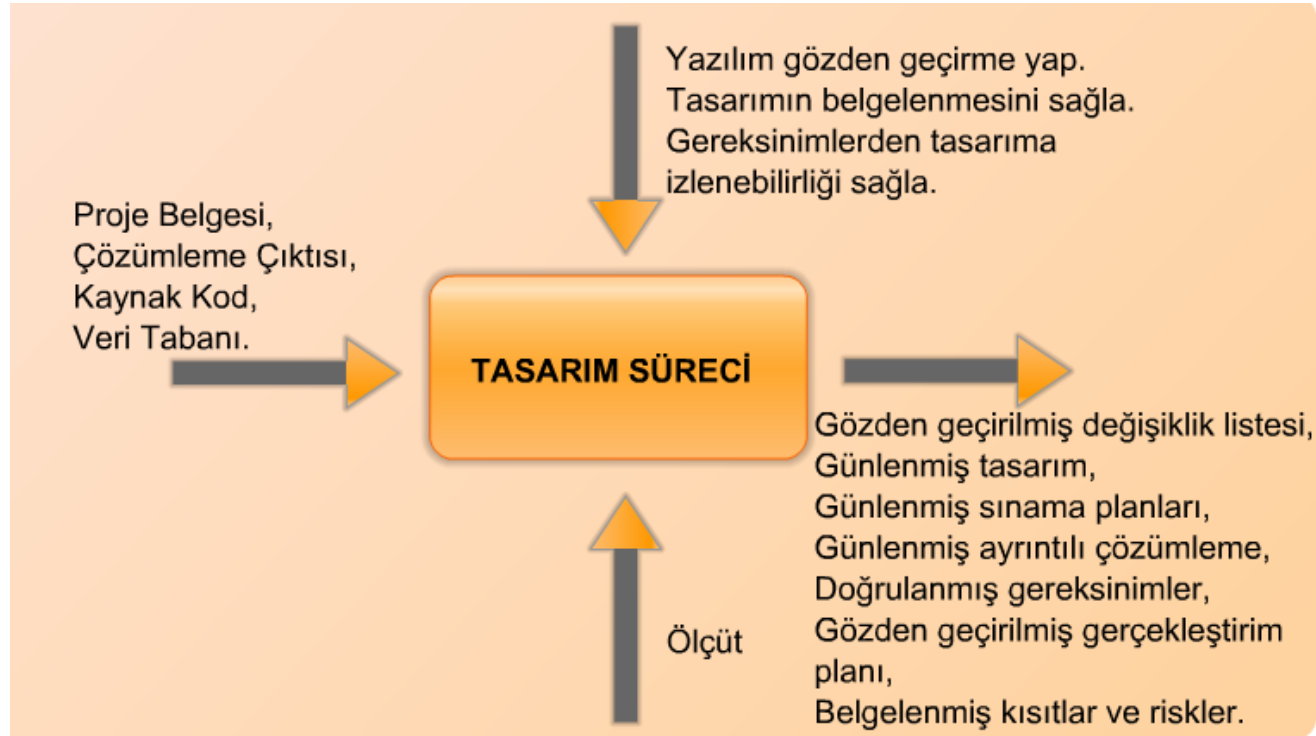 Yazılım gözden geçirme yap.
Tasarımın belgelenmesini sağla.
Gereksinimlerden tasarıma
izlenebilirliği sağla.
Proje Belgesi,
Çözümleme Çıktısı,
Kaynak Kod,
Veri Tabanı.
TASARIM SÜRECİ
Gözden geçirilmiş değişiklik listesi,
Günlenmiş tasarım,
Günlenmiş sınama planları,
Günlenmiş ayrıntılı çözümleme,
Doğrulanmış gereksinimler,
Gözden geçirilmiş gerçekleştirim
planı,
Belgelenmiş kısıtlar ve riskler.
Ölçüt